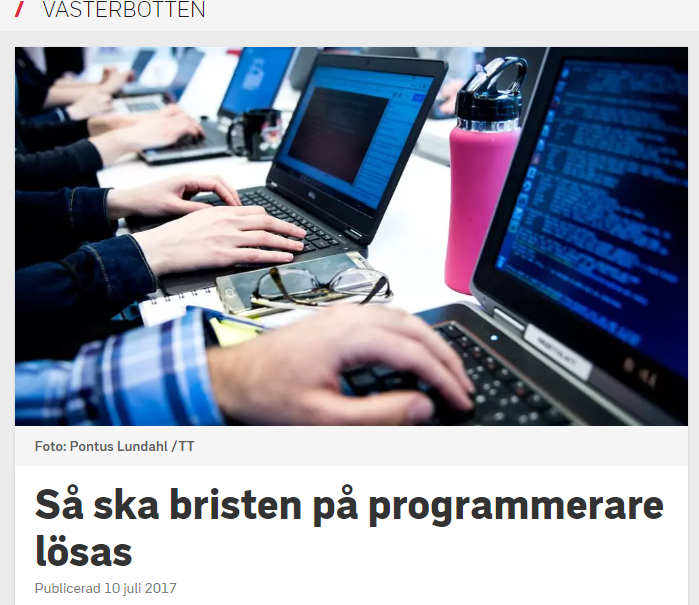 / VÄSTERBOTTEN
Foto: Pontus Lundahl /TT
Så ska bristen på programmerare
lösas
Publicerad 10 juli 2017